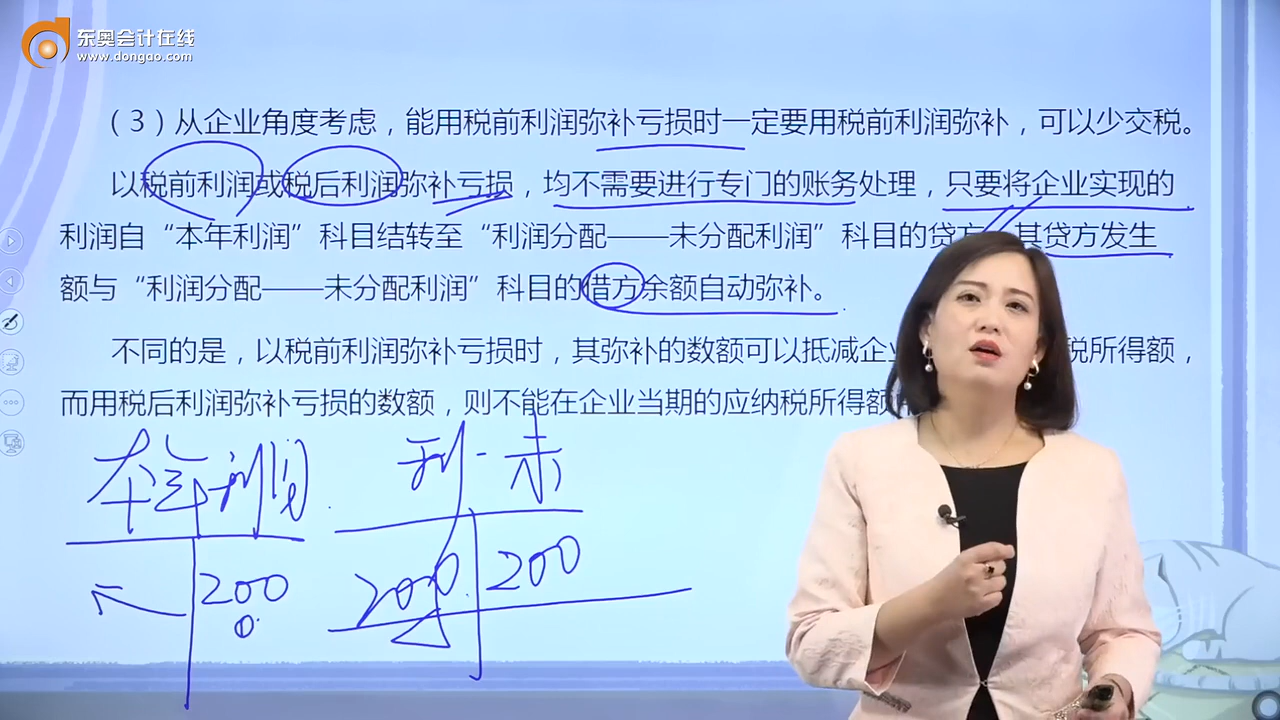 东奥会计在线
www.dongao.com
（3）从企业角度考虑，能用税前利润弥补亏损时一定要用税前利润弥补，可以少交税。
以税前利润或税后利润弥补亏损，均不需要进行专门的账务处理，只要将企业实现的
利润自“本年利润”科目结转至“利润分配——未分配利润”科目的贷方 其贷方发生
额与“利润分配——未分配利润”科目的借方余额自动弥补。
不同的是，以税前利润弥补亏损时，其弥补的数额可以抵减企 税所得额，
而用税后利润弥补亏损的数额，则不能在企业当期的应纳税所得额
本年利润 利-未
200 200 200
①